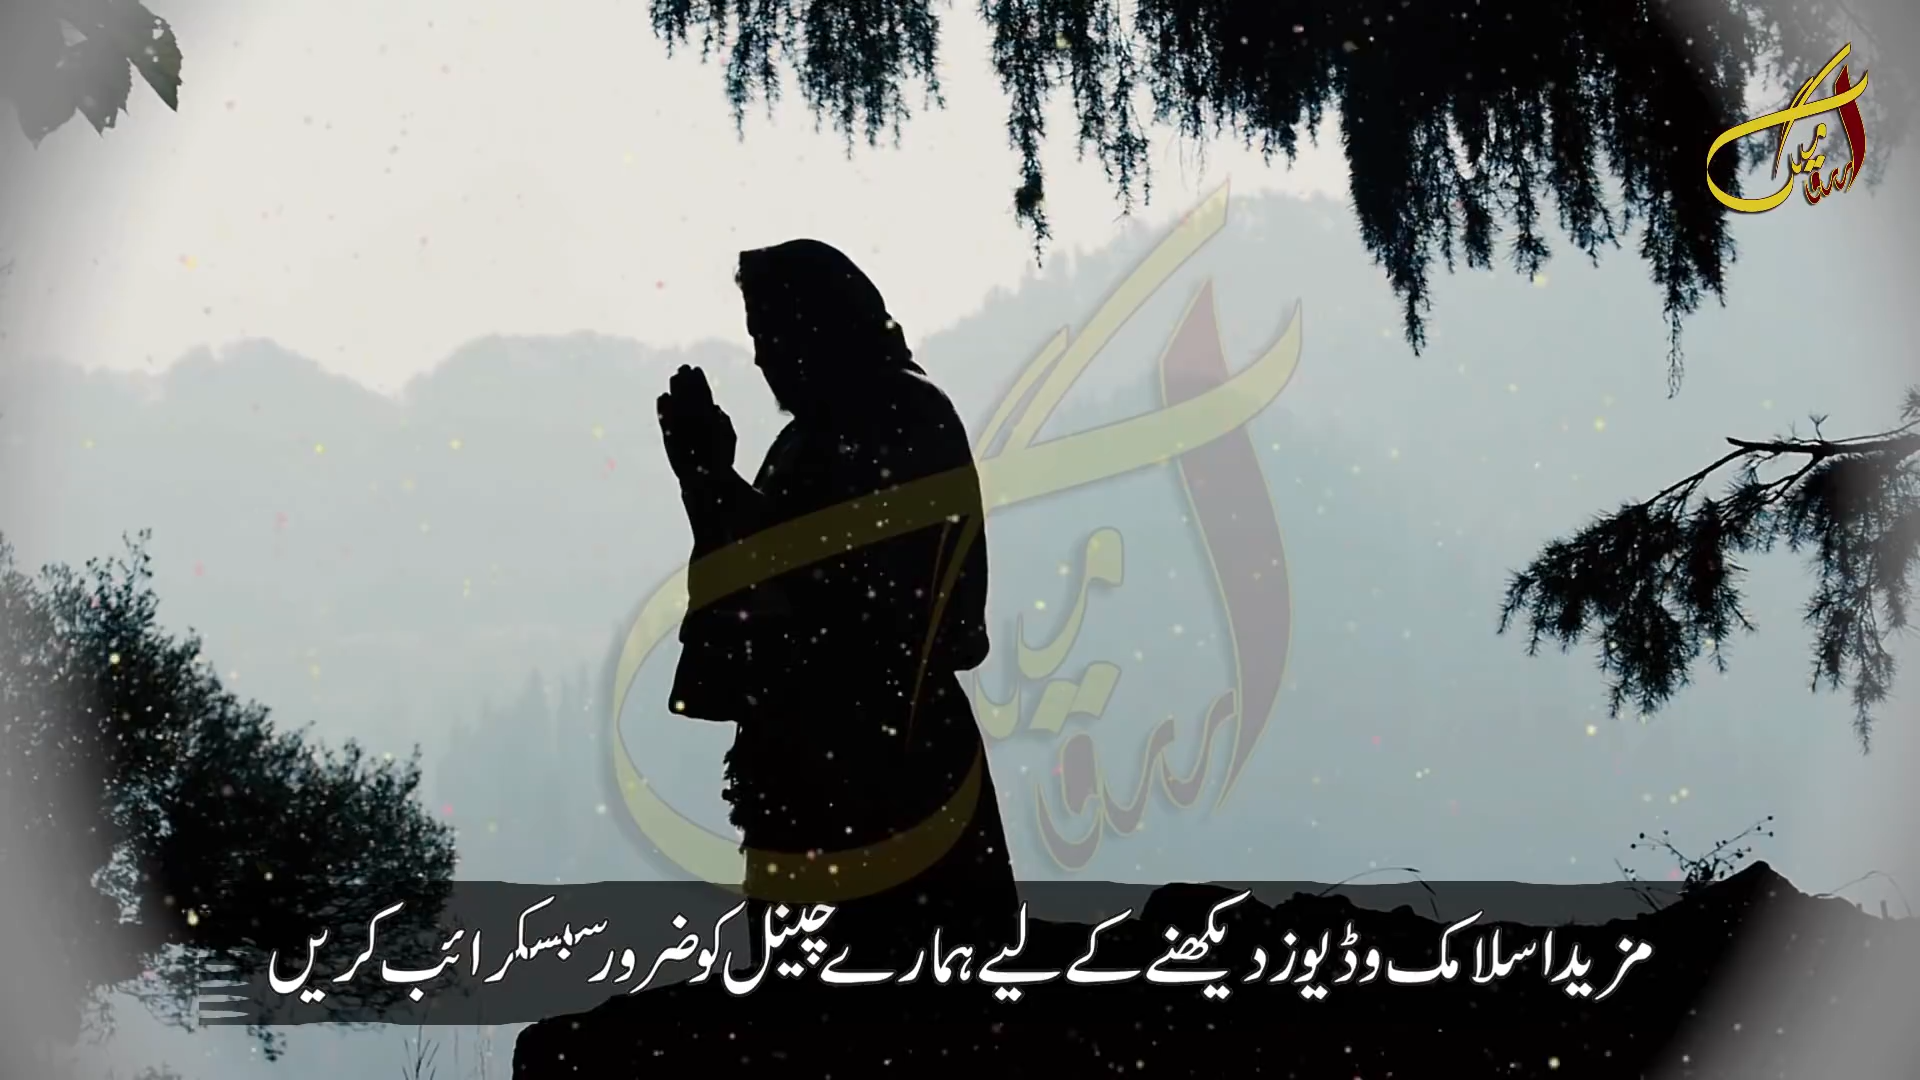 مزید اسلامک وڈیوز دیکھنے کے لیے ہمارے چینل کو ضرور سبسکرائب کریں